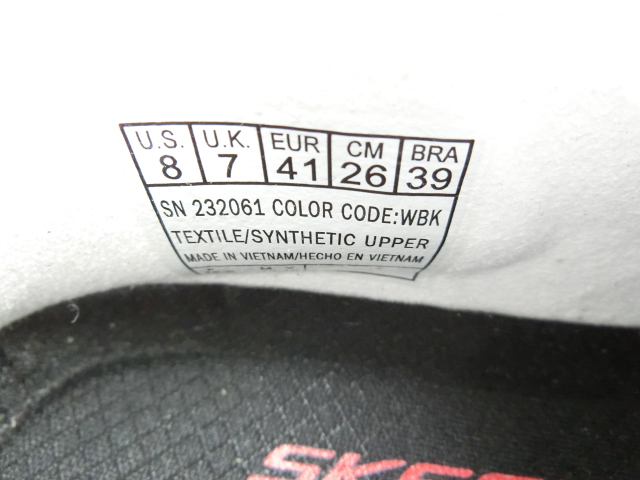 U.S. U.K. EUR CM BRA
8 7 41 26 39
SN 232061 COLOR CODE:WBK
TEXTILE/SYNTHETIC UPPER
MADE IN VIETNAM/HECHO EN VIETNAM